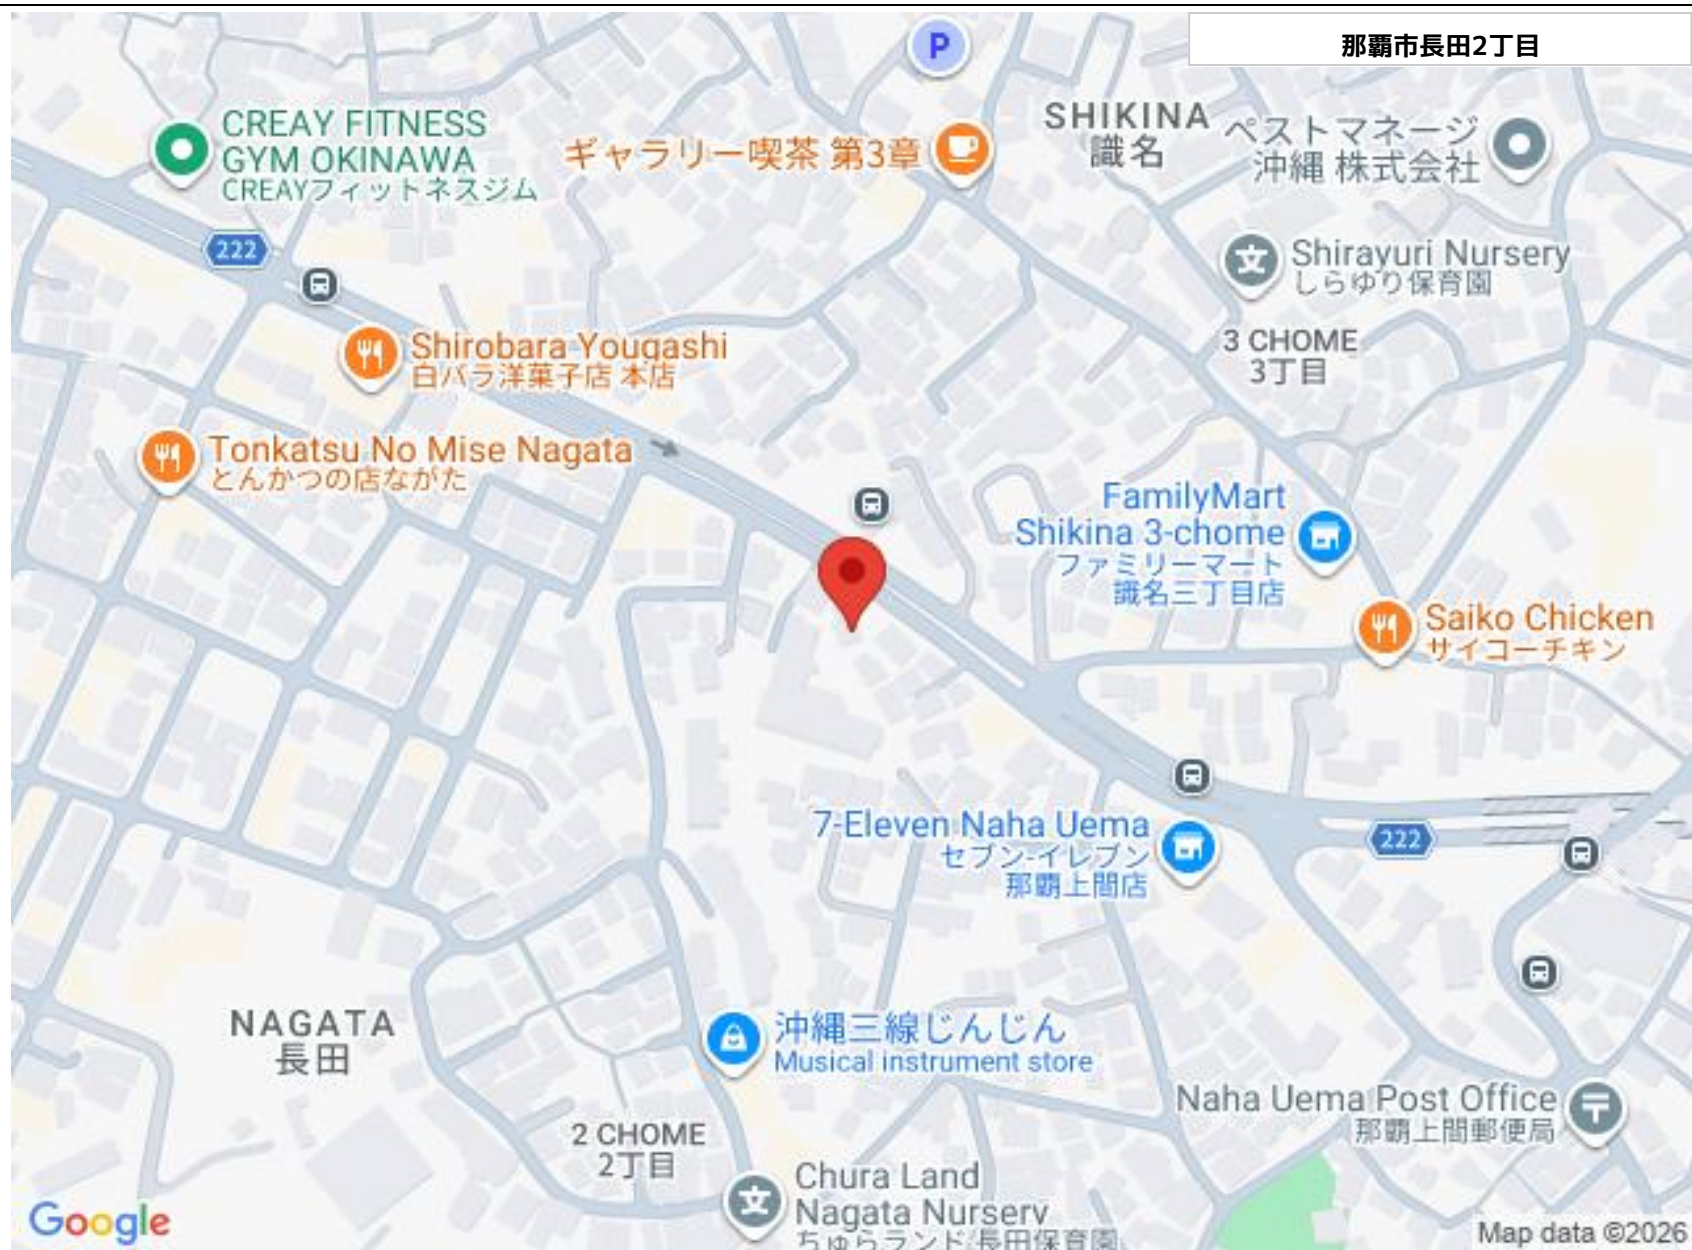 那覇市長田2丁目
P
CREAY FITNESS
GYM OKINAWA
CREAYフィットネスジム
ギャラリー喫茶 第3章
SHIKINA
識名
ペストマネージ
沖縄 株式会社
222
Shirayuri Nursery
しらゆり保育園
Shirobara Yougashi
白バラ洋菓子店 本店
3 CHOME
3丁目
Tonkatsu No Mise Nagata
とんかつの店ながた
FamilyMart
Shikina 3-chome
ファミリーマート
識名三丁目店
Saiko Chicken
サイコーチキン
7-Eleven Naha Uema
セブン-イレブン
那覇上間店
222
NAGATA
長田
沖縄三線じんじん
Musical instrument store
Naha Uema Post Office
那覇上間郵便局
2 CHOME
2丁目
Chura Land
Nagata Nursery
ちゅらランド長田保育園
Google
Map data ©2026